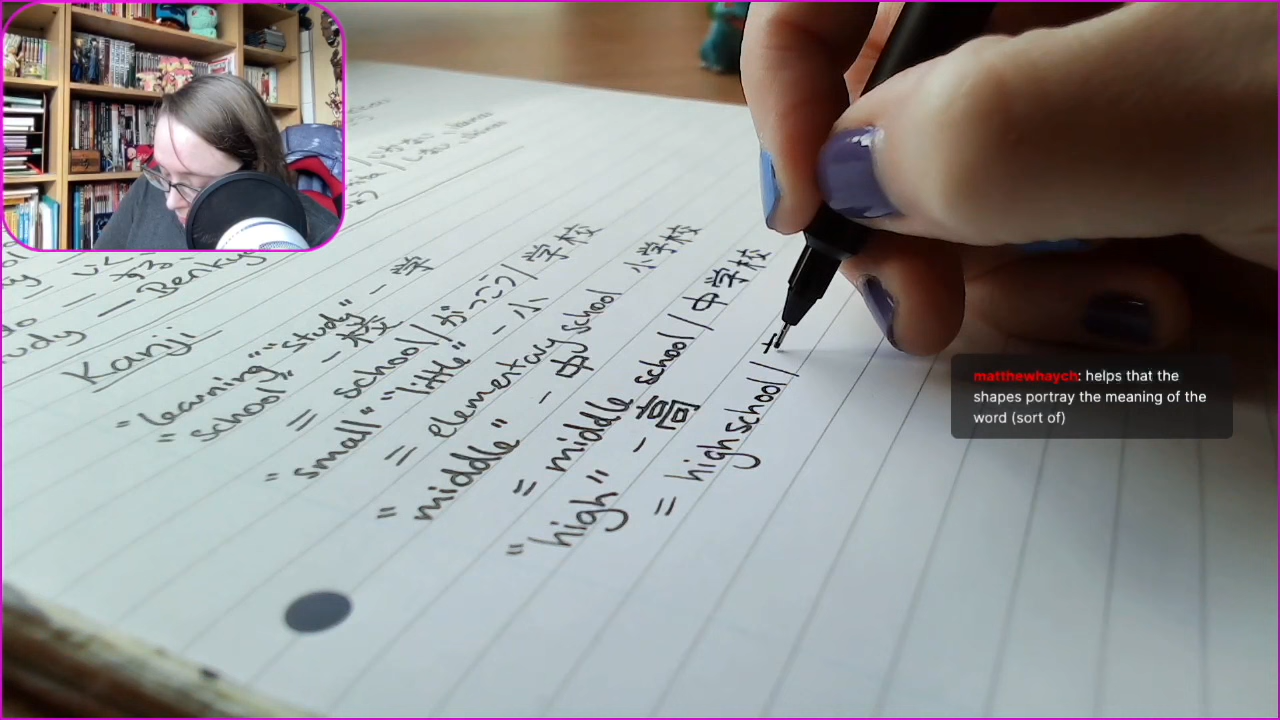 Kanji
"learning" "study" - 学
"school" - 校
= school / がっこう / 学校
"small" "little" - 小
= elementary school 小学校
"middle" - 中
= middle school / 中学校
"high" - 高
= high school /
matthewhaych: helps that the
shapes portray the meaning of the
word (sort of)